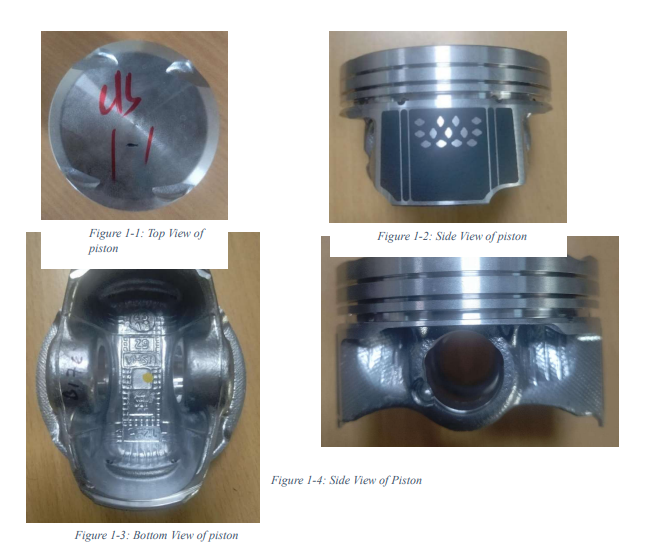 1-1
Figure 1-1: Top View of
piston
Figure 1-2: Side View of piston
B17E
Figure 1-4: Side View of Piston
Figure 1-3: Bottom View of piston